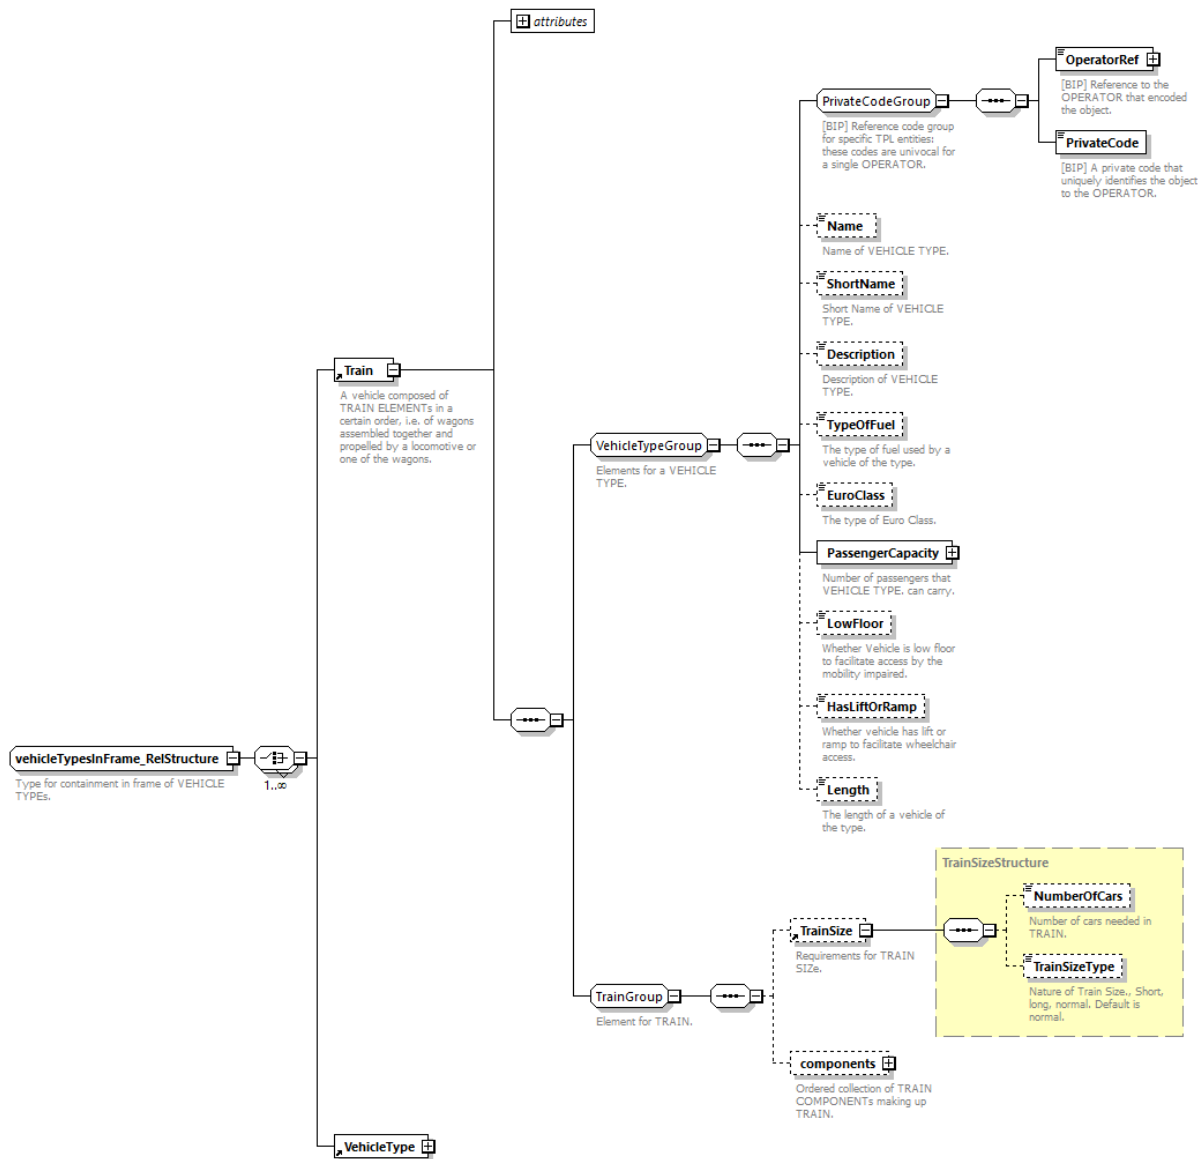 attributes
OperatorRef
[BIP] Reference to the
OPERATOR that encoded
the object.
PrivateCodeGroup
[BIP] Reference code group
for specific TPL entities:
these codes are univocal for
a single OPERATOR.
PrivateCode
[BIP] A private code that
uniquely identifies the object
to the OPERATOR.
Name
Name of VEHICLE TYPE.
ShortName
Short Name of VEHICLE
TYPE.
Description
Description of VEHICLE
TYPE.
Train
A vehicle composed of
TRAIN ELEMENTs in a
certain order, i.e. of wagons
assembled together and
propelled by a locomotive or
one of the wagons.
TypeOfFuel
The type of fuel used by a
vehicle of the type.
VehicleTypeGroup
Elements for a VEHICLE
TYPE.
EuroClass
The type of Euro Class.
PassengerCapacity
Number of passengers that
VEHICLE TYPE. can carry.
LowFloor
Whether Vehicle is low floor
to facilitate access by the
mobility impaired.
HasLiftOrRamp
Whether vehicle has lift or
ramp to facilitate wheelchair
access.
vehicleTypesInFrame_RelStructure
Type for containment in frame of VEHICLE
TYPEs.
1..∞
Length
The length of a vehicle of
the type.
TrainSizeStructure
NumberOfCars
Number of cars needed in
TRAIN.
TrainSize
Requirements for TRAIN
SIZe.
TrainSizeType
Nature of Train Size., Short,
long, normal. Default is
normal.
TrainGroup
Element for TRAIN.
components
Ordered collection of TRAIN
COMPONENTs making up
TRAIN.
VehicleType